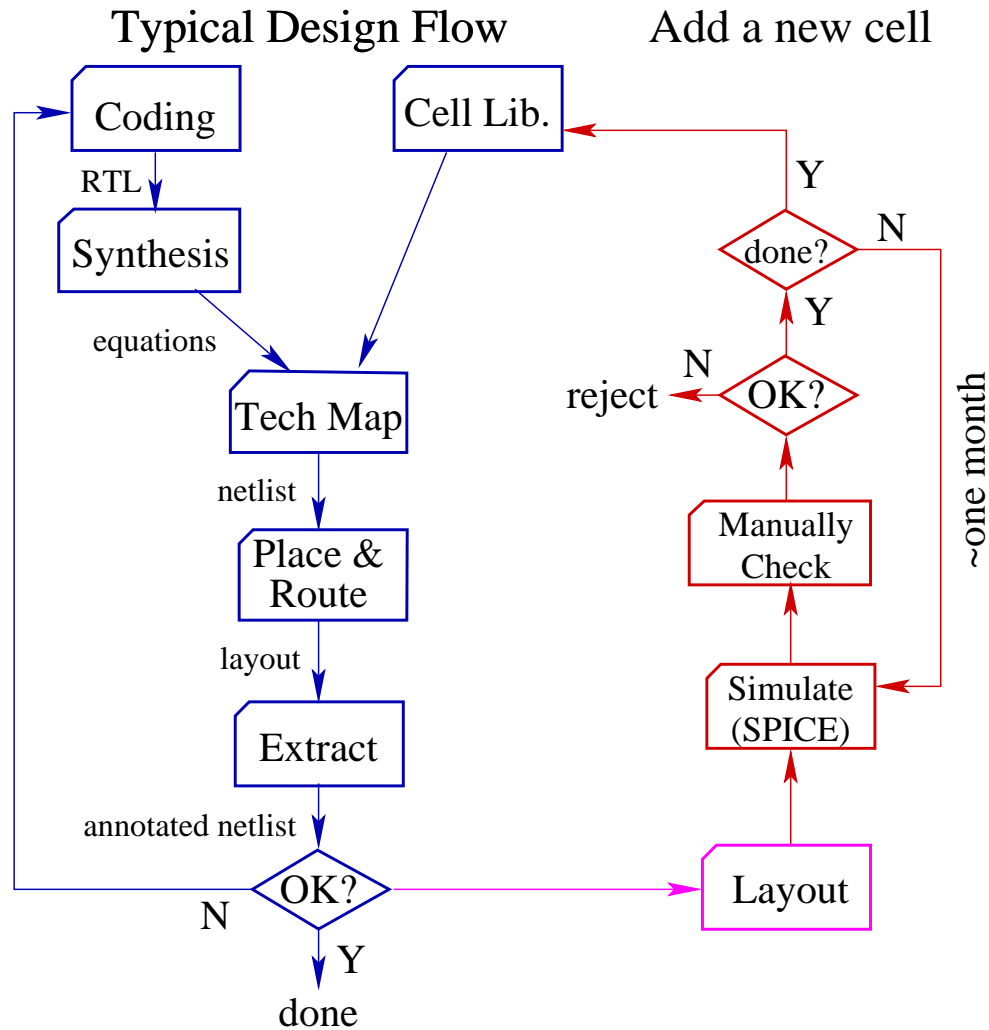 Typical Design Flow
Add a new cell
Coding
Cell Lib.
RTL
Y
Synthesis
done?
N
equations
Y
Tech Map
reject
N
OK?
netlist
Place &
Route
Manually
Check
~one month
layout
Extract
Simulate
(SPICE)
annotated netlist
OK?
N
Layout
Y
done